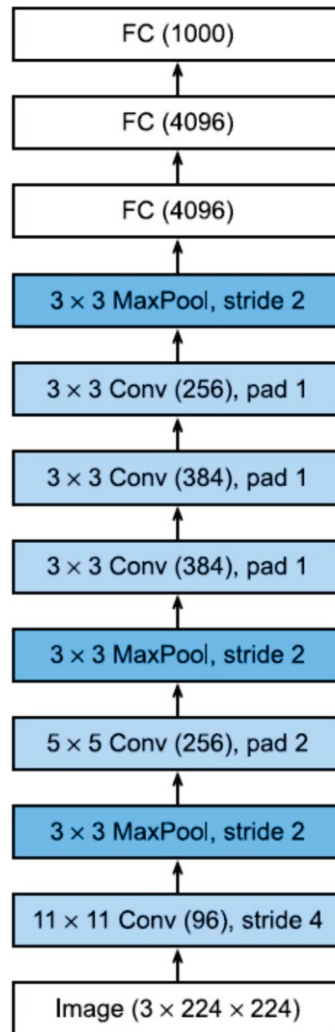 FC (1000)
FC (4096)
FC (4096)
3 × 3 MaxPool, stride 2
3 × 3 Conv (256), pad 1
3 × 3 Conv (384), pad 1
3 × 3 Conv (384), pad 1
3 × 3 MaxPool, stride 2
5 × 5 Conv (256), pad 2
3 × 3 MaxPool, stride 2
11 × 11 Conv (96), stride 4
Image (3 × 224 × 224)